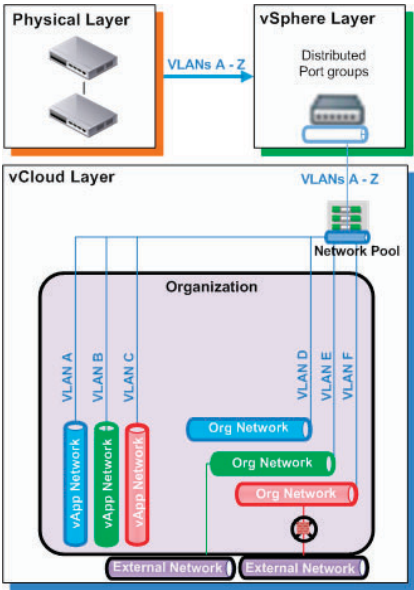 Physical Layer
vSphere Layer
VLANs A - Z
Distributed
Port groups
vCloud Layer
VLANs A - Z
Network Pool
Organization
VLAN A
VLAN B
VLAN C
VLAN D
VLAN E
VLAN F
vApp Network
vApp Network
vApp Network
Org Network
Org Network
Org Network
External Network
External Network